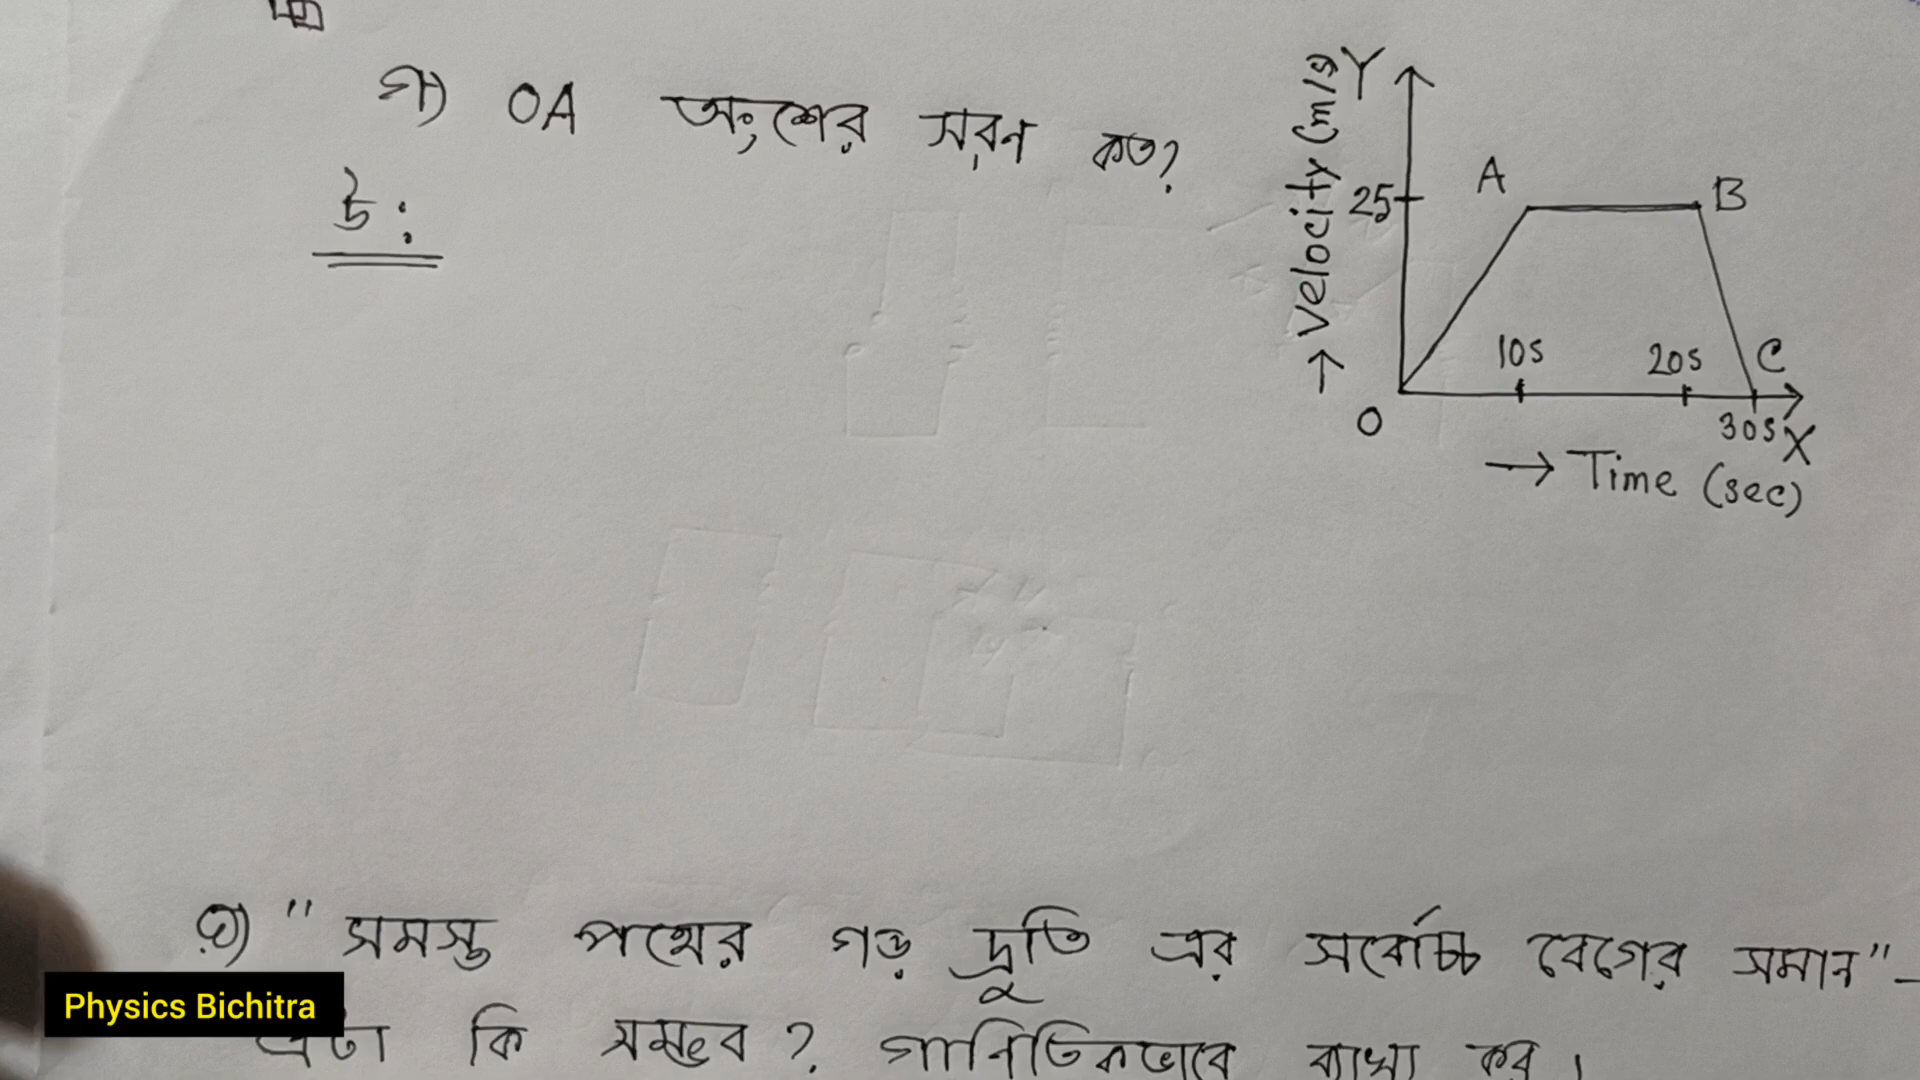 গ) OA অংশের সরণ কত?
উ:
Y
→ Velocity (m/s)
25
A
B
10s
20s
C
O
30s
X
→ Time (sec)
ঘ) " সমস্ত পথের গড় দ্রুতি এর সর্বোচ্চ বেগের সমান" –
এটা কি সম্ভব ? গানিতিকভাবে ব্যাখ্যা কর ।
Physics Bichitra